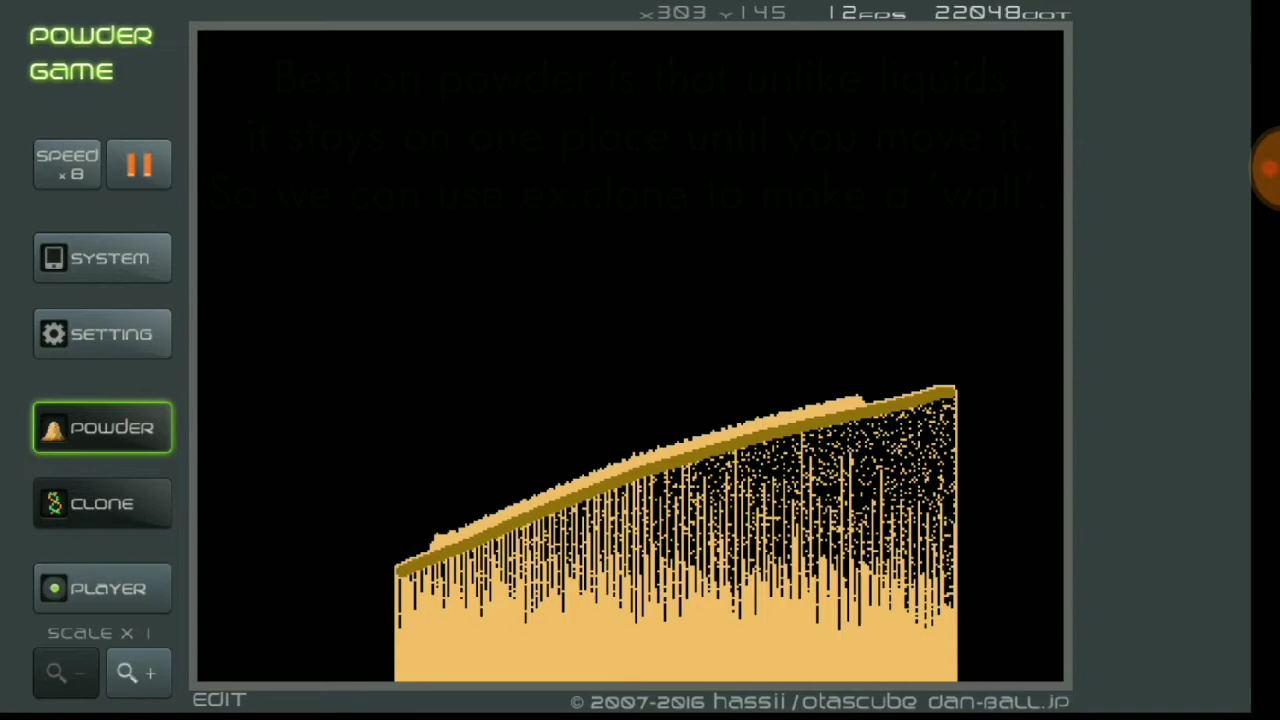 x303 y145 12FPS 22048DOT
POWDER
GAME
Best on powder is that unlike liquids
it stays on one place until you move it.
So we can use ex.clone to make a 'wall'.
SPEED
x8
SYSTEM
SETTING
POWDER
CLONE
PLAYER
SCALE X 1
EDIT
© 2007-2016 hassii/otascube dan-ball.jp